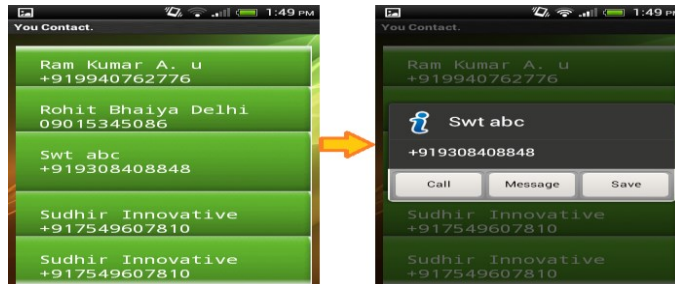 1:49 PM
You Contact.
Ram Kumar A. u
+919940762776
Rohit Bhaiya Delhi
09015345086
Swt abc
+919308408848
Sudhir Innovative
+917549607810
Sudhir Innovative
+917549607810
1:49 PM
You Contact.
Ram Kumar A. u
+919940762776
Swt abc
+919308408848
Call Message Save
Sudhir Innovative
+917549607810
Sudhir Innovative
+917549607810